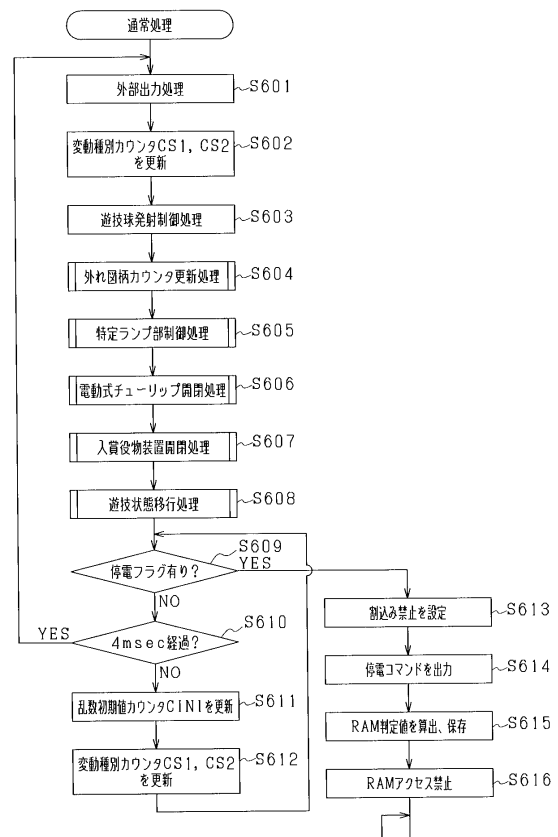 通常処理
外部出力処理
S601
変動種別カウンタCS1, CS2
を更新
S602
遊技球発射制御処理
S603
外れ図柄カウンタ更新処理
S604
特定ランプ部制御処理
S605
電動式チューリップ開閉処理
S606
入賞役物装置開閉処理
S607
遊技状態移行処理
S608
停電フラグ有り？
S609
YES
NO
4msec経過？
S610
YES
NO
乱数初期値カウンタCINIを更新
S611
変動種別カウンタCS1, CS2
を更新
S612
割込み禁止を設定
S613
停電コマンドを出力
S614
RAM判定値を算出、保存
S615
RAMアクセス禁止
S616